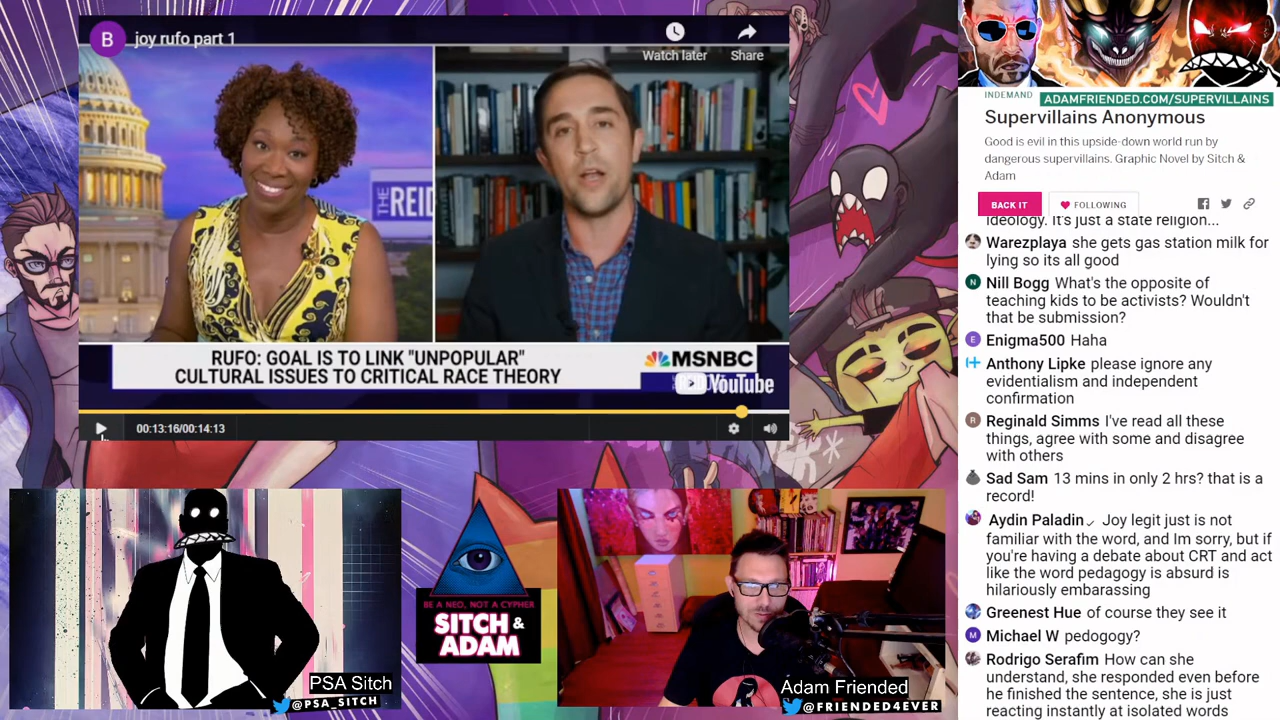 B
joy rufo part 1
Watch later
Share
THE
REID
RUFO: GOAL IS TO LINK "UNPOPULAR"
CULTURAL ISSUES TO CRITICAL RACE THEORY
MSNBC
YouTube
00:13:16/00:14:13
PSA Sitch
@PSA_SITCH
BE A NEO, NOT A CYPHER
SITCH &
ADAM
Adam Friended
@FRIENDED4EVER
INDEMAND
ADAMFRIENDED.COM/SUPERVILLAINS
Supervillains Anonymous
Good is evil in this upside-down world run by
dangerous supervillains. Graphic Novel by Sitch &
Adam
BACK IT
FOLLOWING
ideology. It's just a state religion...
Warezplaya she gets gas station milk for
lying so its all good
N
Nill Bogg What's the opposite of
teaching kids to be activists? Wouldn't
that be submission?
E
Enigma500 Haha
Anthony Lipke please ignore any
evidentialism and independent
confirmation
R
Reginald Simms I've read all these
things, agree with some and disagree
with others
Sad Sam 13 mins in only 2 hrs? that is a
record!
Aydin Paladin Joy legit just is not
familiar with the word, and Im sorry, but if
you're having a debate about CRT and act
like the word pedagogy is absurd is
hilariously embarassing
Greenest Hue of course they see it
M
Michael W pedogogy?
Rodrigo Serafim How can she
understand, she responded even before
he finished the sentence, she is just
reacting instantly at isolated words